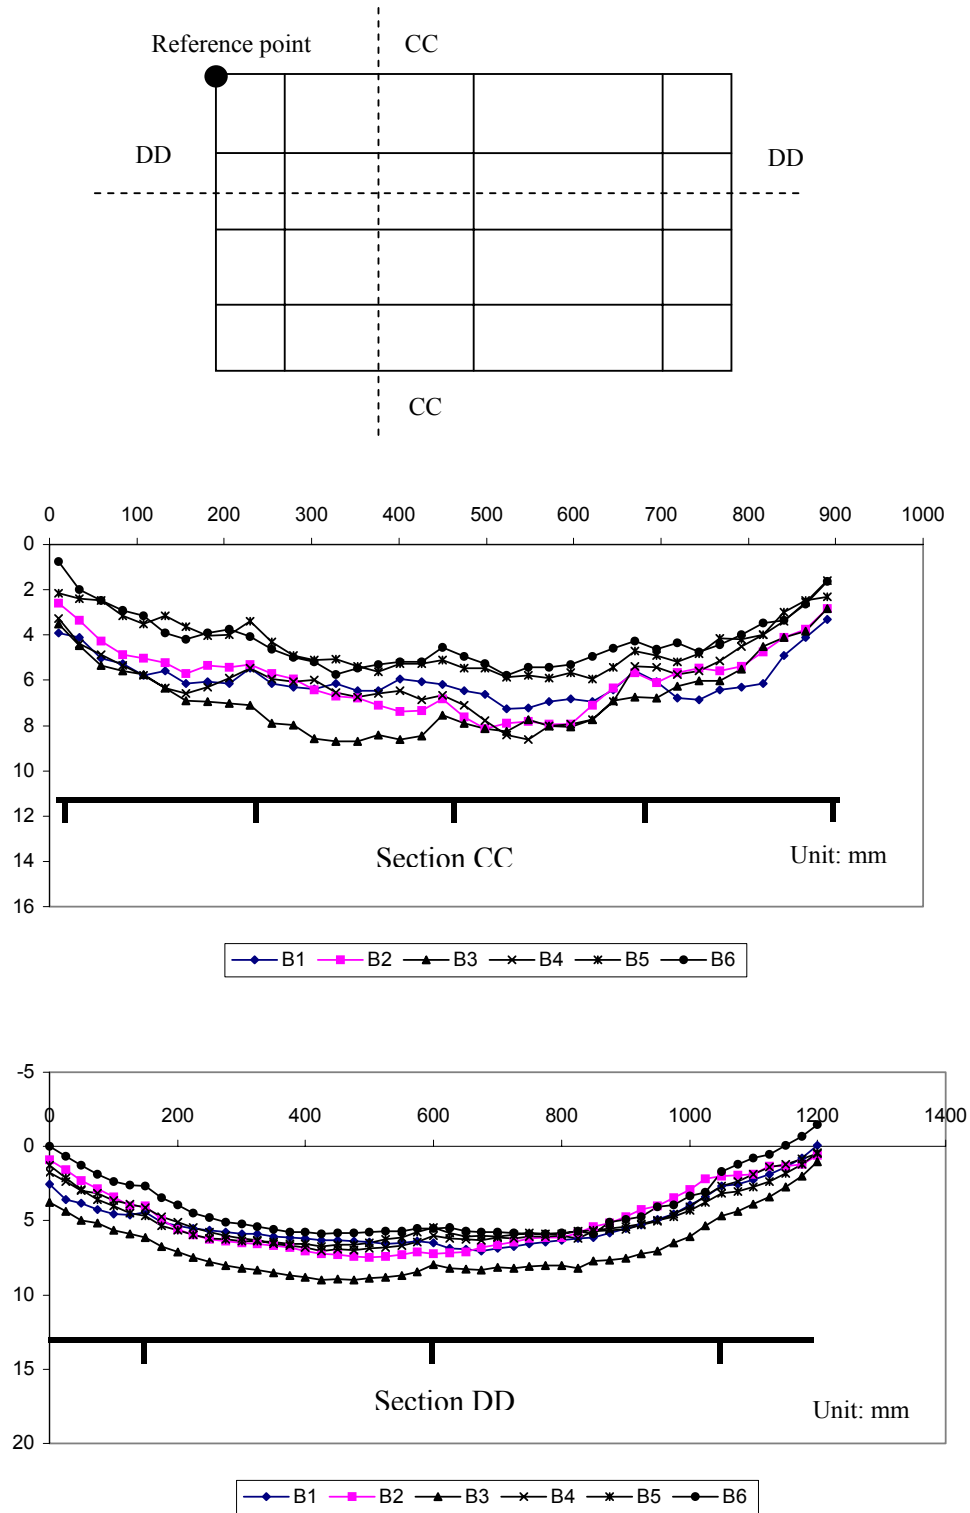 Reference point
CC
DD
DD
CC
0 100 200 300 400 500 600 700 800 900 1000
0
2
4
6
8
10
12
14
16
Section CC
Unit: mm
B1 B2 B3 B4 B5 B6
-5
0 200 400 600 800 1000 1200 1400
0
5
10
15
20
Section DD
Unit: mm
B1 B2 B3 B4 B5 B6